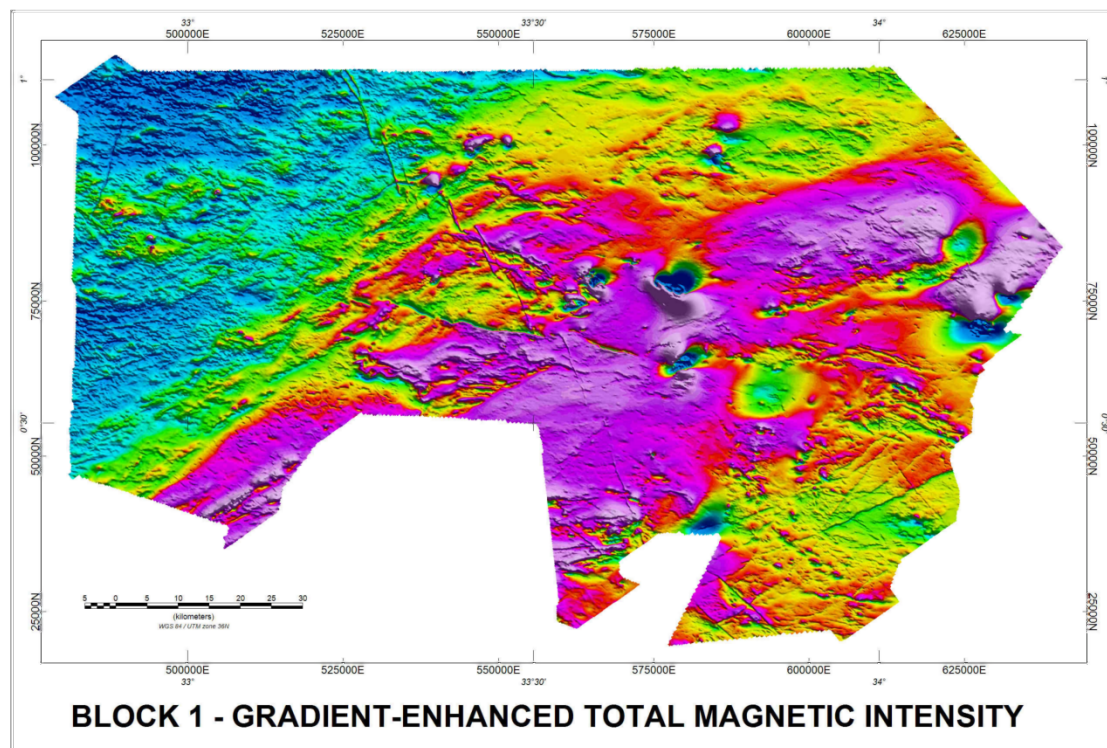 33° 33°30' 34°
500000E 525000E 550000E 575000E 600000E 625000E
1° 1°
100000N 100000N
75000N 75000N
0°30' 0°30'
50000N 50000N
25000N 25000N
5 0 5 10 15 20 25 30
(kilometers)
WGS 84 / UTM zone 36N
500000E 525000E 550000E 575000E 600000E 625000E
33° 33°30' 34°
BLOCK 1 - GRADIENT-ENHANCED TOTAL MAGNETIC INTENSITY